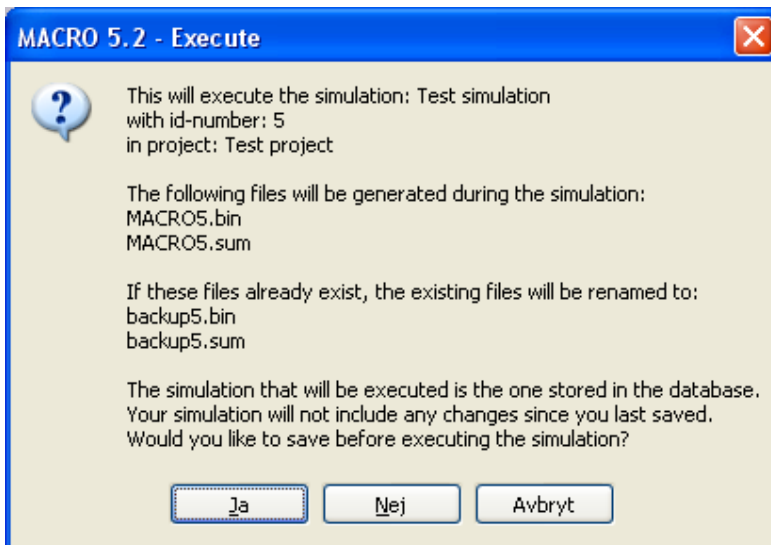 MACRO 5.2 - Execute
This will execute the simulation: Test simulation
with id-number: 5
in project: Test project
The following files will be generated during the simulation:
MACRO5.bin
MACRO5.sum
If these files already exist, the existing files will be renamed to:
backup5.bin
backup5.sum
The simulation that will be executed is the one stored in the database.
Your simulation will not include any changes since you last saved.
Would you like to save before executing the simulation?
Ja Nej Avbryt